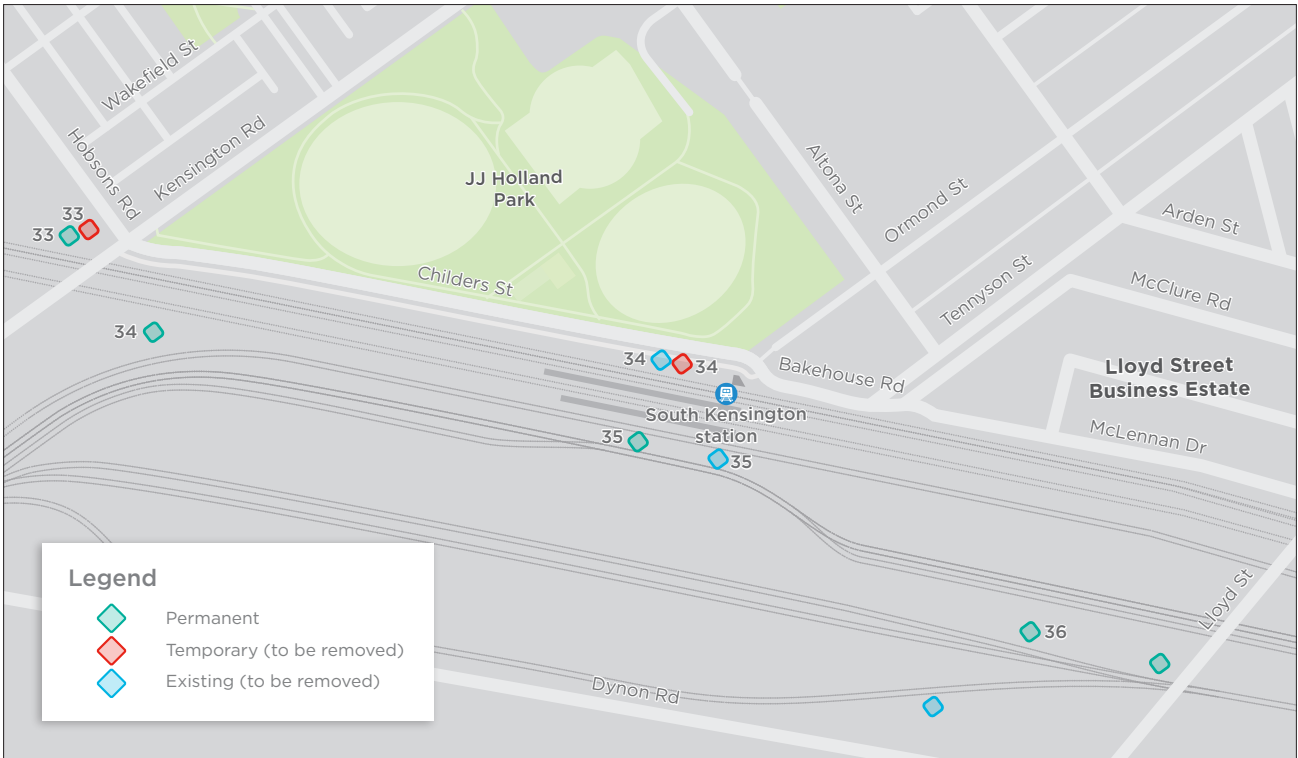 Wakefield St
Hobsons Rd
Kensington Rd
JJ Holland
Park
Altona St
Ormond St
Arden St
33
33
Tennyson St
Childers St
McClure Rd
34
34
34
Bakehouse Rd
Lloyd Street
Business Estate
South Kensington
station
35
35
McLennan Dr
Legend
Permanent
Temporary (to be removed)
Existing (to be removed)
Lloyd St
36
Dynon Rd